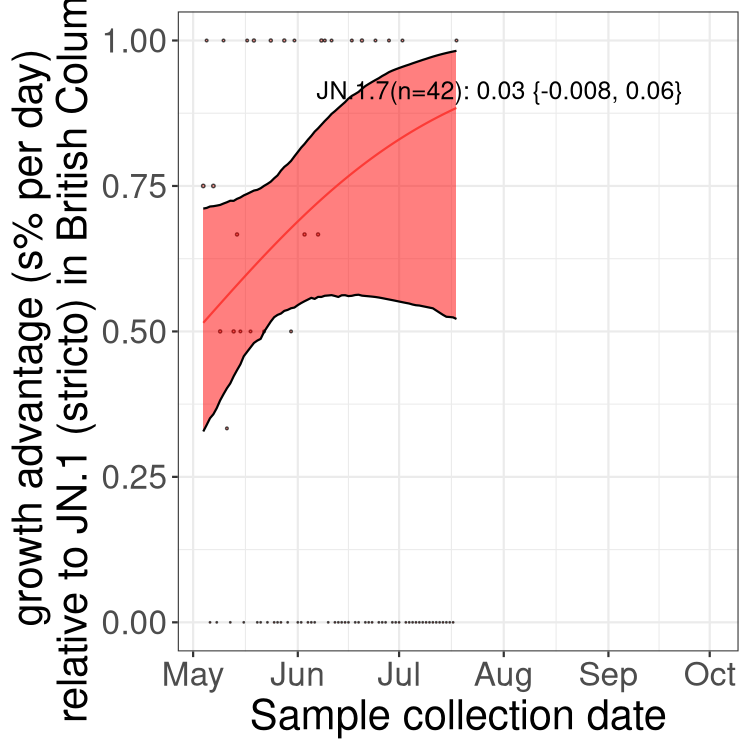 growth advantage (s% per day)
relative to JN.1 (stricto) in British Colum
1.00
0.75
0.50
0.25
0.00
JN.1.7(n=42): 0.03 {-0.008, 0.06}
May Jun Jul Aug Sep Oct
Sample collection date